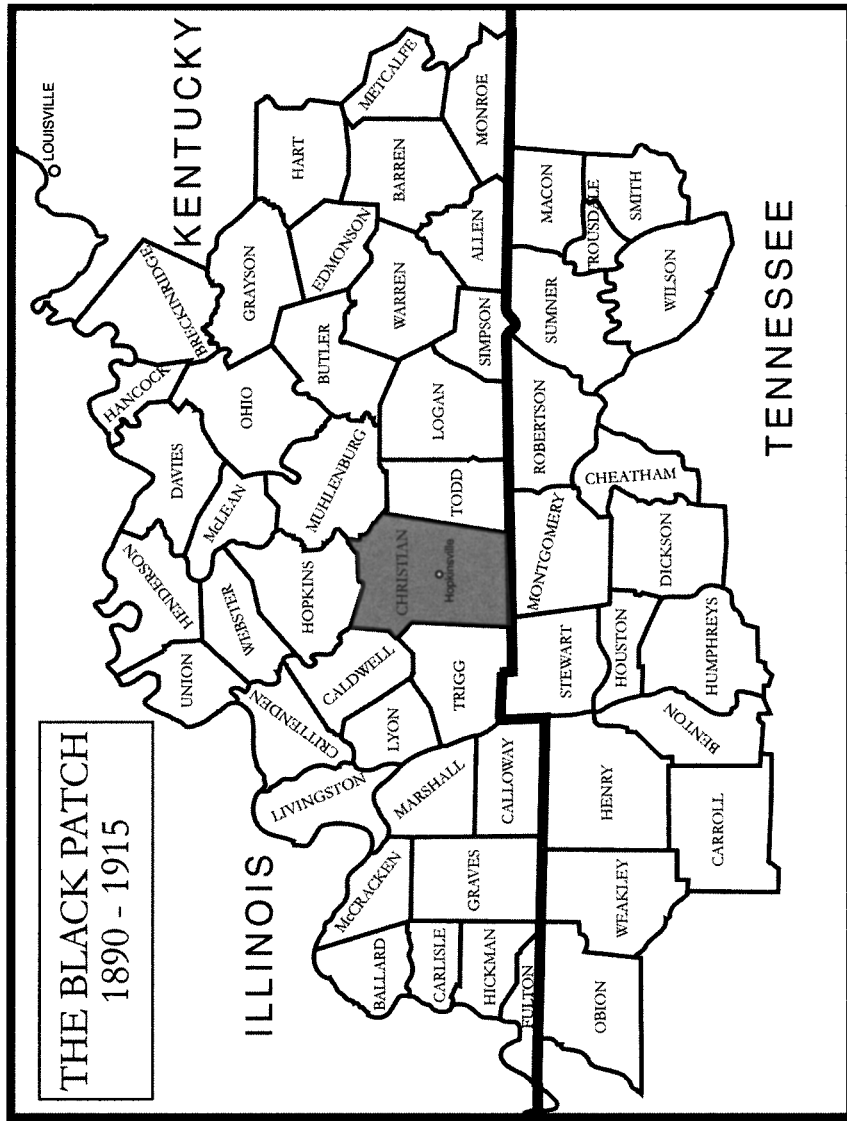 THE BLACK PATCH
1890 - 1915
ILLINOIS
KENTUCKY
TENNESSEE
LOUISVILLE
UNION
HENDERSON
DAVIES
HANCOCK
BRECKINRIDGE
CRITTENDEN
WEBSTER
McLEAN
OHIO
GRAYSON
HART
METCALFE
LIVINGSTON
LYON
CALDWELL
HOPKINS
MUHLENBURG
BUTLER
EDMONSON
BARREN
MONROE
BALLARD
McCRACKEN
MARSHALL
TRIGG
CHRISTIAN
Hopkinsville
TODD
LOGAN
WARREN
SIMPSON
ALLEN
CARLISLE
HICKMAN
FULTON
GRAVES
CALLOWAY
OBION
WEAKLEY
HENRY
CARROLL
BENTON
STEWART
HOUSTON
HUMPHREYS
MONTGOMERY
DICKSON
CHEATHAM
ROBERTSON
SUMNER
MACON
TROUSDALE
SMITH
WILSON